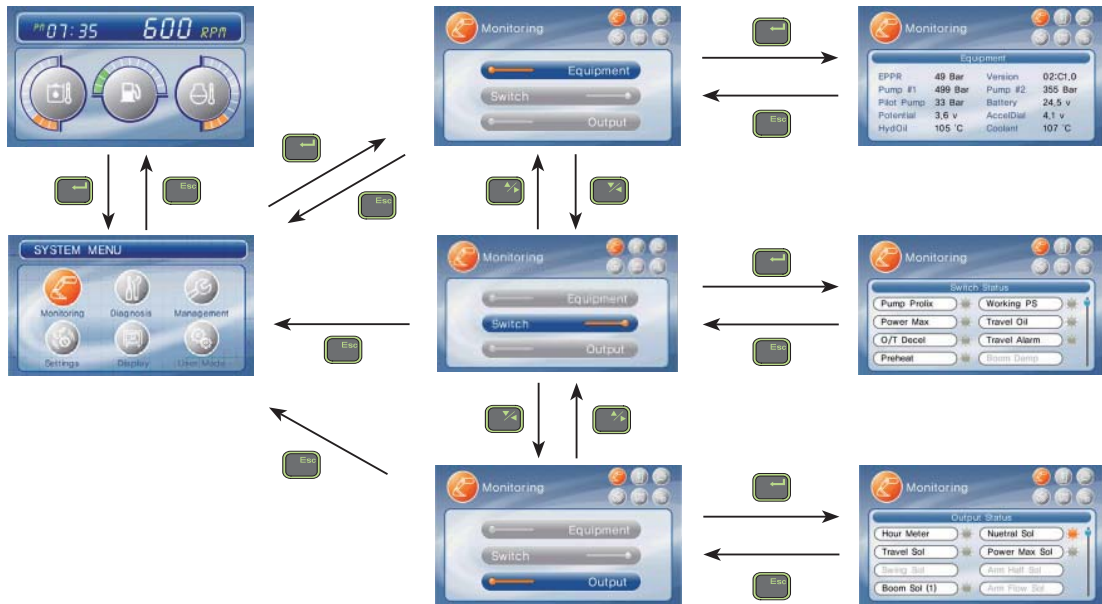 PM 07:35 600 RPM
Monitoring
Equipment
Switch
Output
Esc
Monitoring
Equipment
EPPR 49 Bar Version 02:C1.0
Pump #1 499 Bar Pump #2 355 Bar
Pilot Pump 33 Bar Battery 24,5 v
Potential 3,6 v AccelDial 4,1 v
HydOil 105 °C Coolant 107 °C
Esc
Esc
SYSTEM MENU
Monitoring Diagnosis Management
Settings Display User Mode
Monitoring
Equipment
Switch
Output
Esc
Esc
Monitoring
Switch Status
Pump Prolix Working PS
Power Max Travel Oil
O/T Decel Travel Alarm
Preheat Boom Damp
Esc
Monitoring
Equipment
Switch
Output
Esc
Monitoring
Output Status
Hour Meter Nuetral Sol
Travel Sol Power Max Sol
Swing Sol Arm Half Sol
Boom Sol (1) Arm Flow Sol